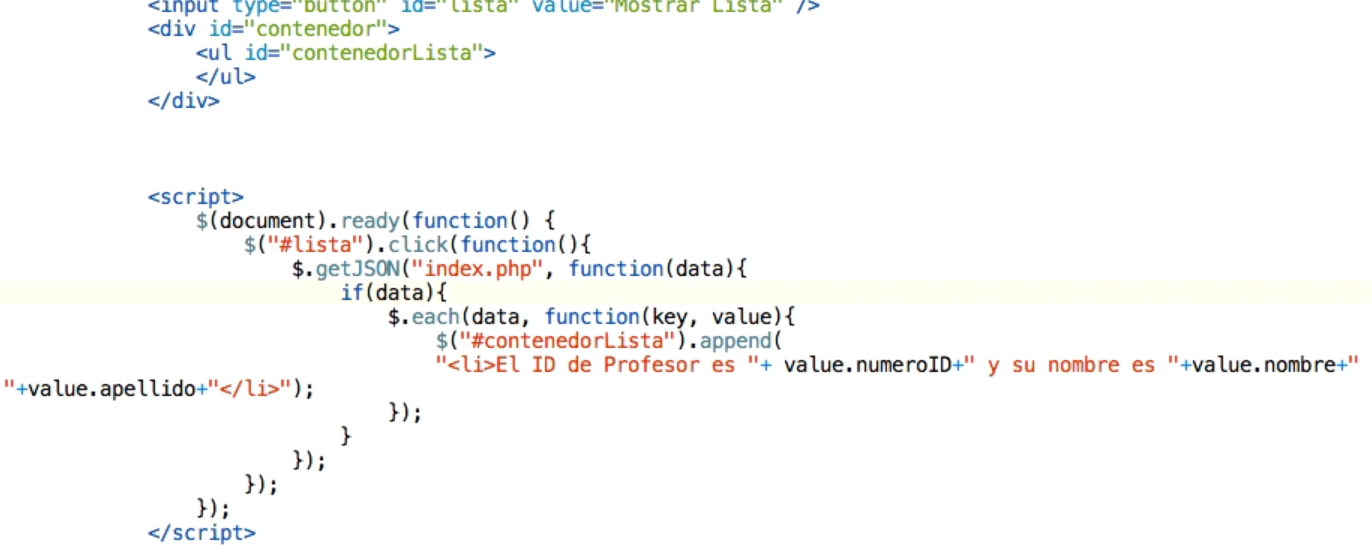 <input type="button" id="lista" value="Mostrar Lista" />
<div id="contenedor">
<ul id="contenedorLista">
</ul>
</div>
<script>
$(document).ready(function() {
$("#lista").click(function(){
$.getJSON("index.php", function(data){
if(data){
$.each(data, function(key, value){
$("#contenedorLista").append(
"<li>El ID de Profesor es "+ value.numeroID+" y su nombre es "+value.nombre+"
"+value.apellido+"</li>");
});
}
});
});
});
</script>